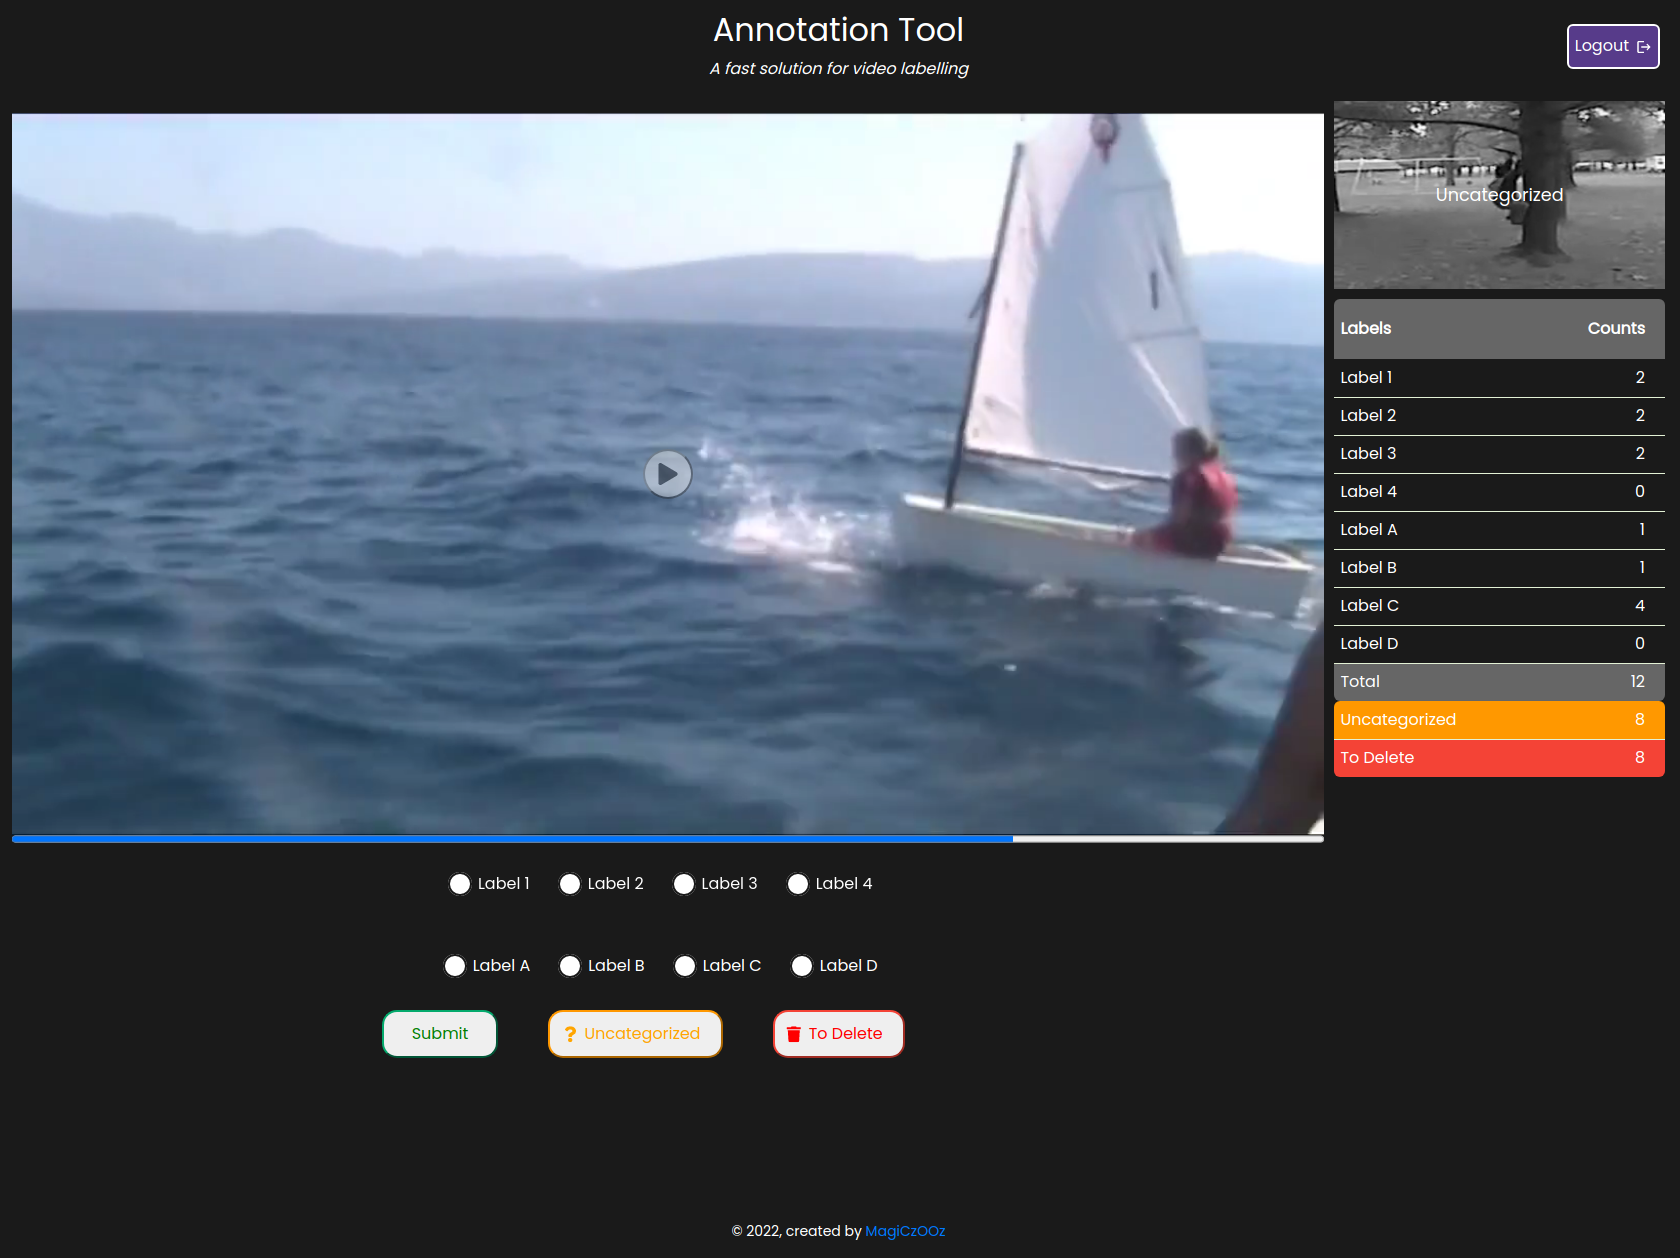 Annotation Tool
A fast solution for video labelling
Logout
Uncategorized
Labels Counts
Label 1 2
Label 2 2
Label 3 2
Label 4 0
Label A 1
Label B 1
Label C 4
Label D 0
Total 12
Uncategorized 8
To Delete 8
Label 1 Label 2 Label 3 Label 4
Label A Label B Label C Label D
Submit ? Uncategorized To Delete
© 2022, created by MagiCzOOz